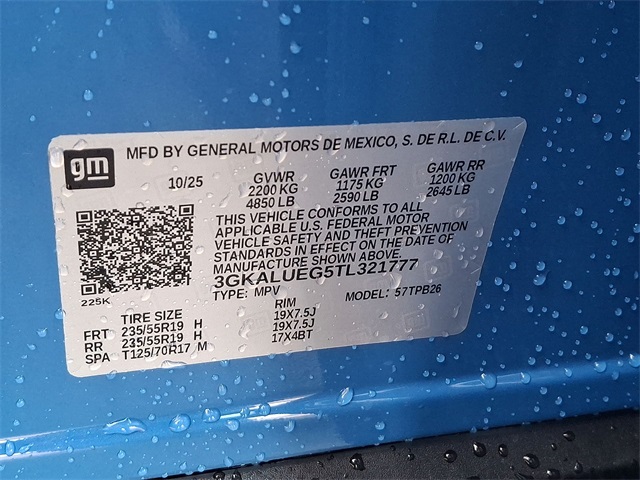 gm
MFD BY GENERAL MOTORS DE MEXICO, S. DE R.L. DE C.V.
10/25 GVWR GAWR FRT GAWR RR
2200 KG 1175 KG 1200 KG
4850 LB 2590 LB 2645 LB
THIS VEHICLE CONFORMS TO ALL
APPLICABLE U.S. FEDERAL MOTOR
VEHICLE SAFETY AND THEFT PREVENTION
STANDARDS IN EFFECT ON THE DATE OF
MANUFACTURE SHOWN ABOVE.
3GKALUEG5TL321777
225K TYPE: MPV MODEL: 57TPB26
TIRE SIZE RIM
FRT 235/55R19 H 19X7.5J
RR 235/55R19 H 19X7.5J
SPA T125/70R17 M 17X4BT